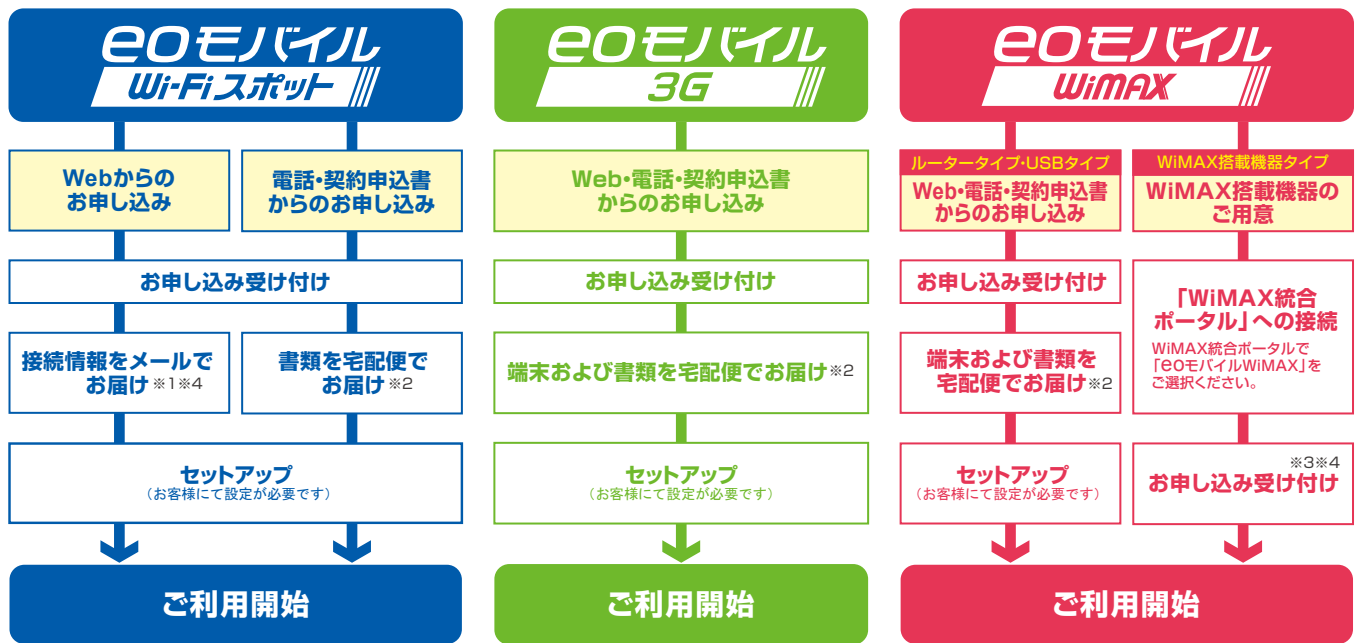 eoモバイル
Wi-Fiスポット
Webからの
お申し込み
電話・契約申込書
からのお申し込み
お申し込み受け付け
接続情報をメールで
お届け※1※4
書類を宅配便で
お届け※2
セットアップ
(お客様にて設定が必要です)
ご利用開始
eoモバイル
3G
Web・電話・契約申込書
からのお申し込み
お申し込み受け付け
端末および書類を宅配便でお届け※2
セットアップ
(お客様にて設定が必要です)
ご利用開始
eoモバイル
WiMAX
ルータータイプ・USBタイプ
Web・電話・契約申込書
からのお申し込み
お申し込み受け付け
端末および書類を
宅配便でお届け※2
セットアップ
(お客様にて設定が必要です)
WiMAX搭載機器タイプ
WiMAX搭載機器の
ご用意
「WiMAX統合
ポータル」への接続
WiMAX統合ポータルで
「eoモバイルWiMAX」を
ご選択ください。
※3※4
お申し込み受け付け
ご利用開始